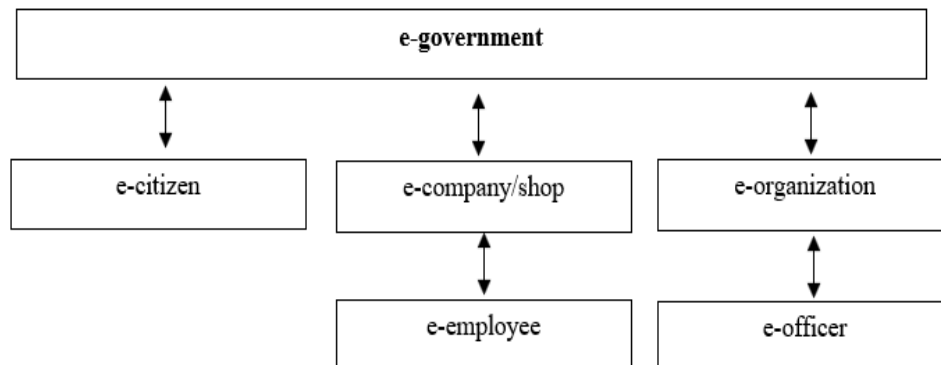 e-government
e-citizen
e-company/shop
e-organization
e-employee
e-officer